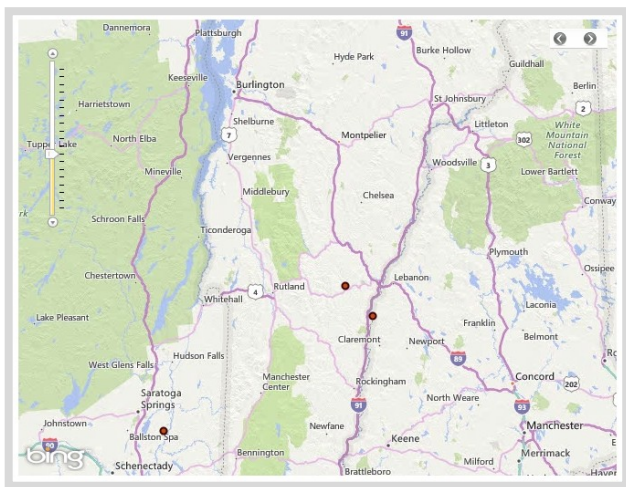 Dannemora
Plattsburgh
91
Burke Hollow
Hyde Park
Guildhall
Keeseville
Burlington
Berlin
Harrietstown
St Johnsbury
2
Shelburne
Littleton
White
Mountain
National
Forest
North Elba
7
Montpelier
302
Tupper Lake
Vergennes
Woodsville
3
Lower Bartlett
Mineville
Middlebury
Chelsea
Conway
rk
Schroon Falls
Ticonderoga
Plymouth
Ossipee
Chestertown
Lebanon
Whitehall
4
Rutland
Laconia
Lake Pleasant
Franklin
Belmont
Claremont
Newport
Hudson Falls
89
Ro
West Glens Falls
Manchester
Center
Rockingham
Concord
202
Saratoga
Springs
91
North Weare
93
Johnstown
Newfane
Manchester
Ballston Spa
Keene
90
bing
Bennington
Merrimack
E
Schenectady
Brattleboro
Milford
Haver